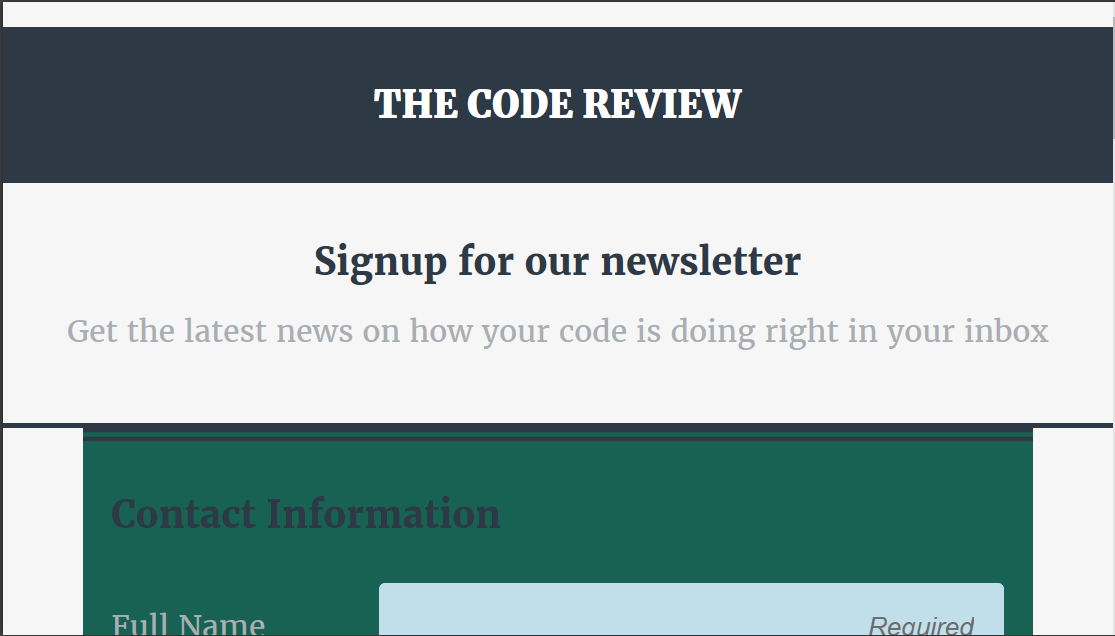 THE CODE REVIEW
Signup for our newsletter
Get the latest news on how your code is doing right in your inbox
Contact Information
Full Name
Required